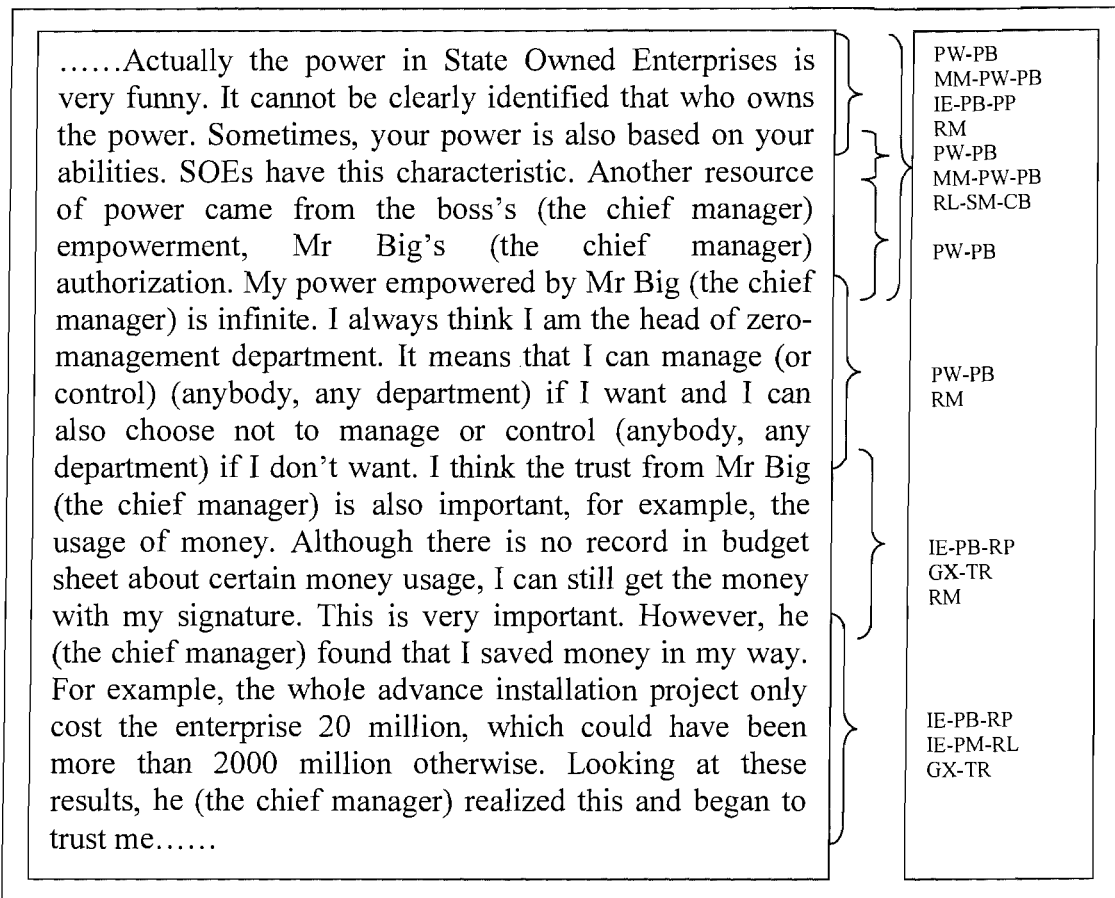 ……Actually the power in State Owned Enterprises is
very funny. It cannot be clearly identified that who owns
the power. Sometimes, your power is also based on your
abilities. SOEs have this characteristic. Another resource
of power came from the boss's (the chief manager)
empowerment, Mr Big's (the chief manager)
authorization. My power empowered by Mr Big (the chief
manager) is infinite. I always think I am the head of zero-
management department. It means that I can manage (or
control) (anybody, any department) if I want and I can
also choose not to manage or control (anybody, any
department) if I don't want. I think the trust from Mr Big
(the chief manager) is also important, for example, the
usage of money. Although there is no record in budget
sheet about certain money usage, I can still get the money
with my signature. This is very important. However, he
(the chief manager) found that I saved money in my way.
For example, the whole advance installation project only
cost the enterprise 20 million, which could have been
more than 2000 million otherwise. Looking at these
results, he (the chief manager) realized this and began to
trust me……
PW-PB
MM-PW-PB
IE-PB-PP
RM
PW-PB
MM-PW-PB
RL-SM-CB
PW-PB
PW-PB
RM
IE-PB-RP
GX-TR
RM
IE-PB-RP
IE-PM-RL
GX-TR